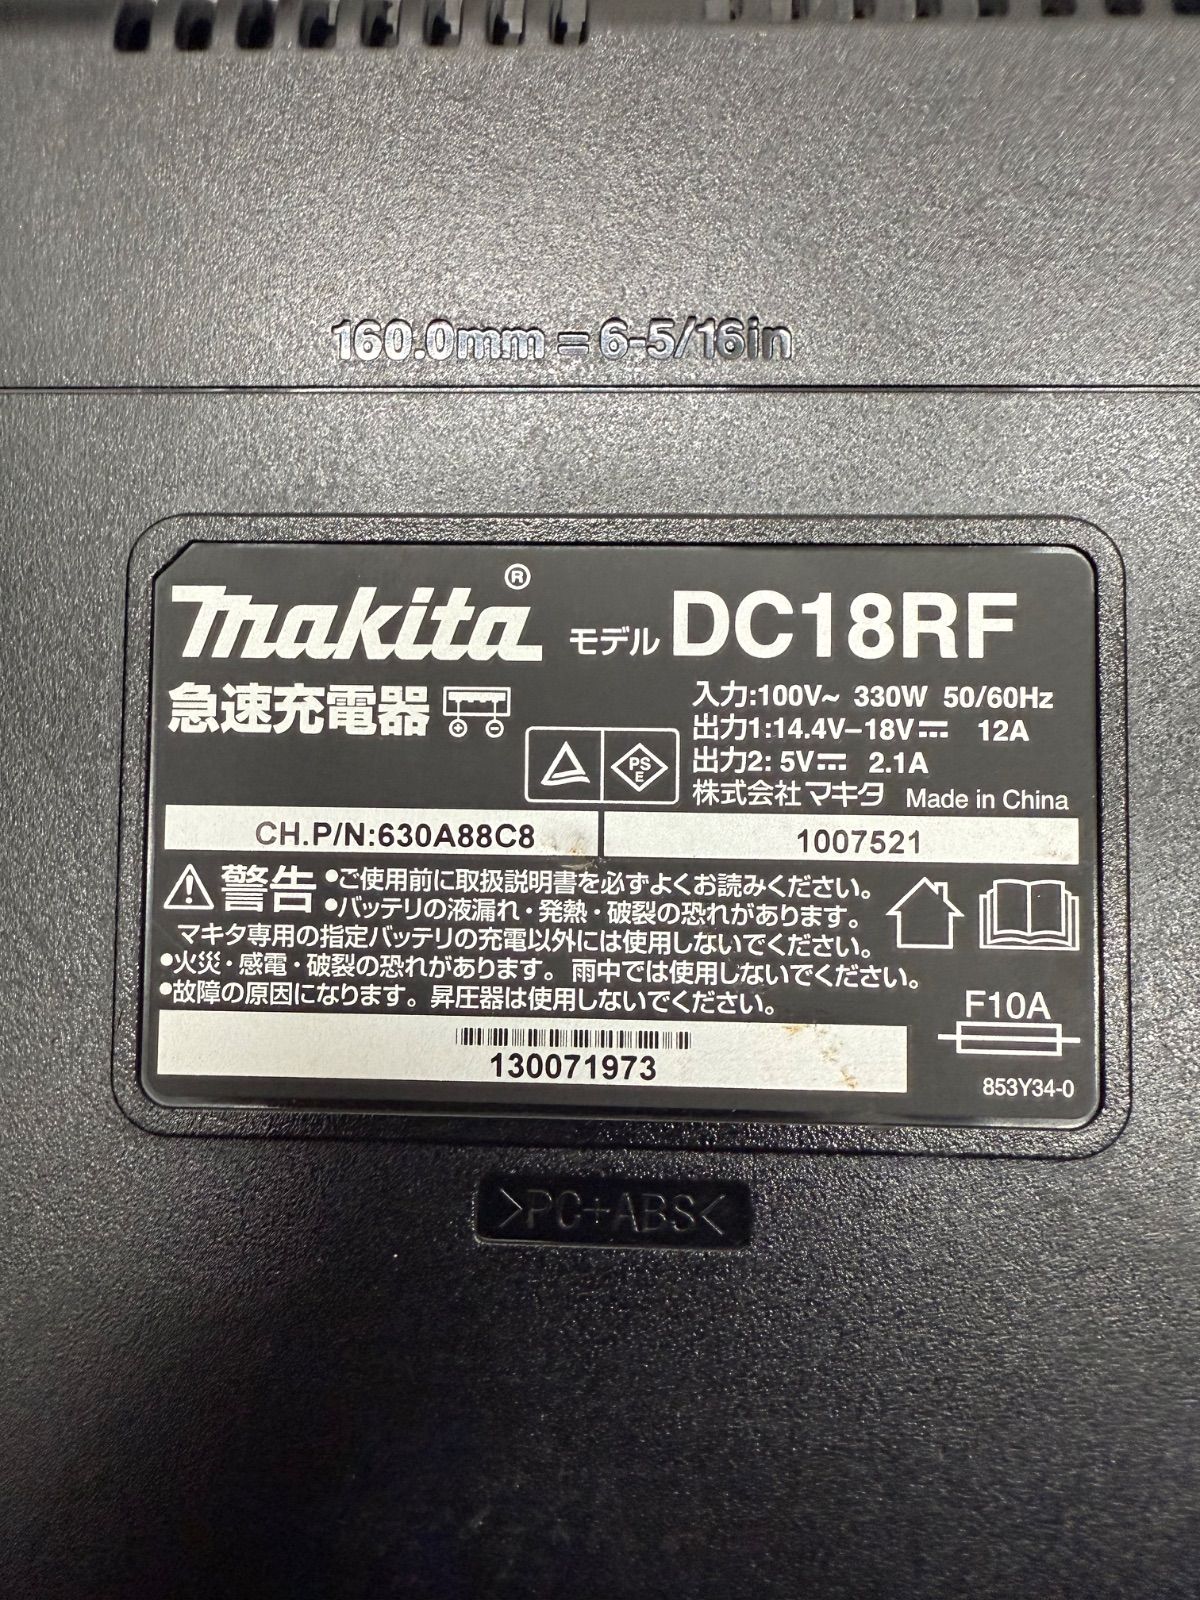 160.0mm = 6-5/16in
makita® モデル DC18RF
急速充電器
入力:100V~ 330W 50/60Hz
出力1:14.4V–18V⎓ 12A
出力2: 5V⎓ 2.1A
PS
E
株式会社マキタ Made in China
CH.P/N:630A88C8
1007521
警告
•ご使用前に取扱説明書を必ずよくお読みください。
•バッテリの液漏れ・発熱・破裂の恐れがあります。
マキタ専用の指定バッテリの充電以外には使用しないでください。
•火災・感電・破裂の恐れがあります。雨中では使用しないでください。
•故障の原因になります。昇圧器は使用しないでください。
F10A
130071973
853Y34-0
>PC+ABS<